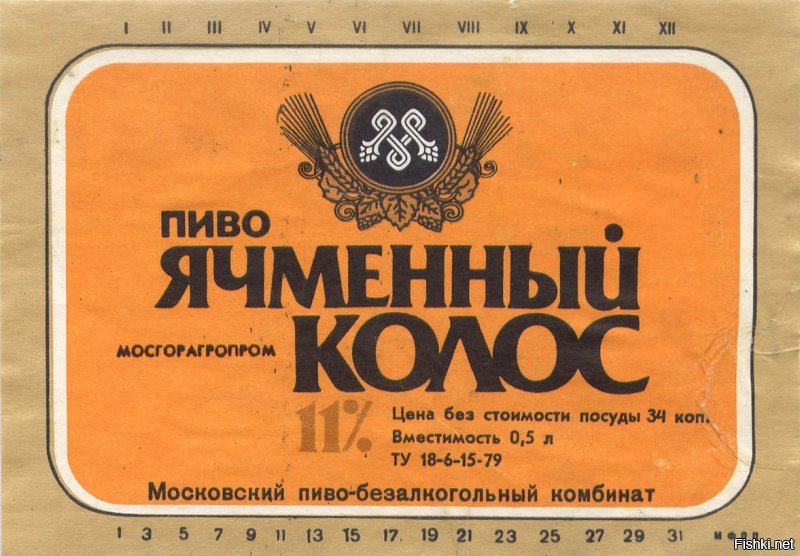 I II III IV V VI VII VIII IX X XI XII
ПИВО
ЯЧМЕННЫЙ
КОЛОС
МОСГОРАГРОПРОМ
11%
Цена без стоимости посуды 34 коп.
Вместимость 0,5 л
ТУ 18-6-15-79
Московский пиво-безалкогольный комбинат
1 3 5 7 9 11 13 15 17 19 21 23 25 27 29 31
Fishki.net